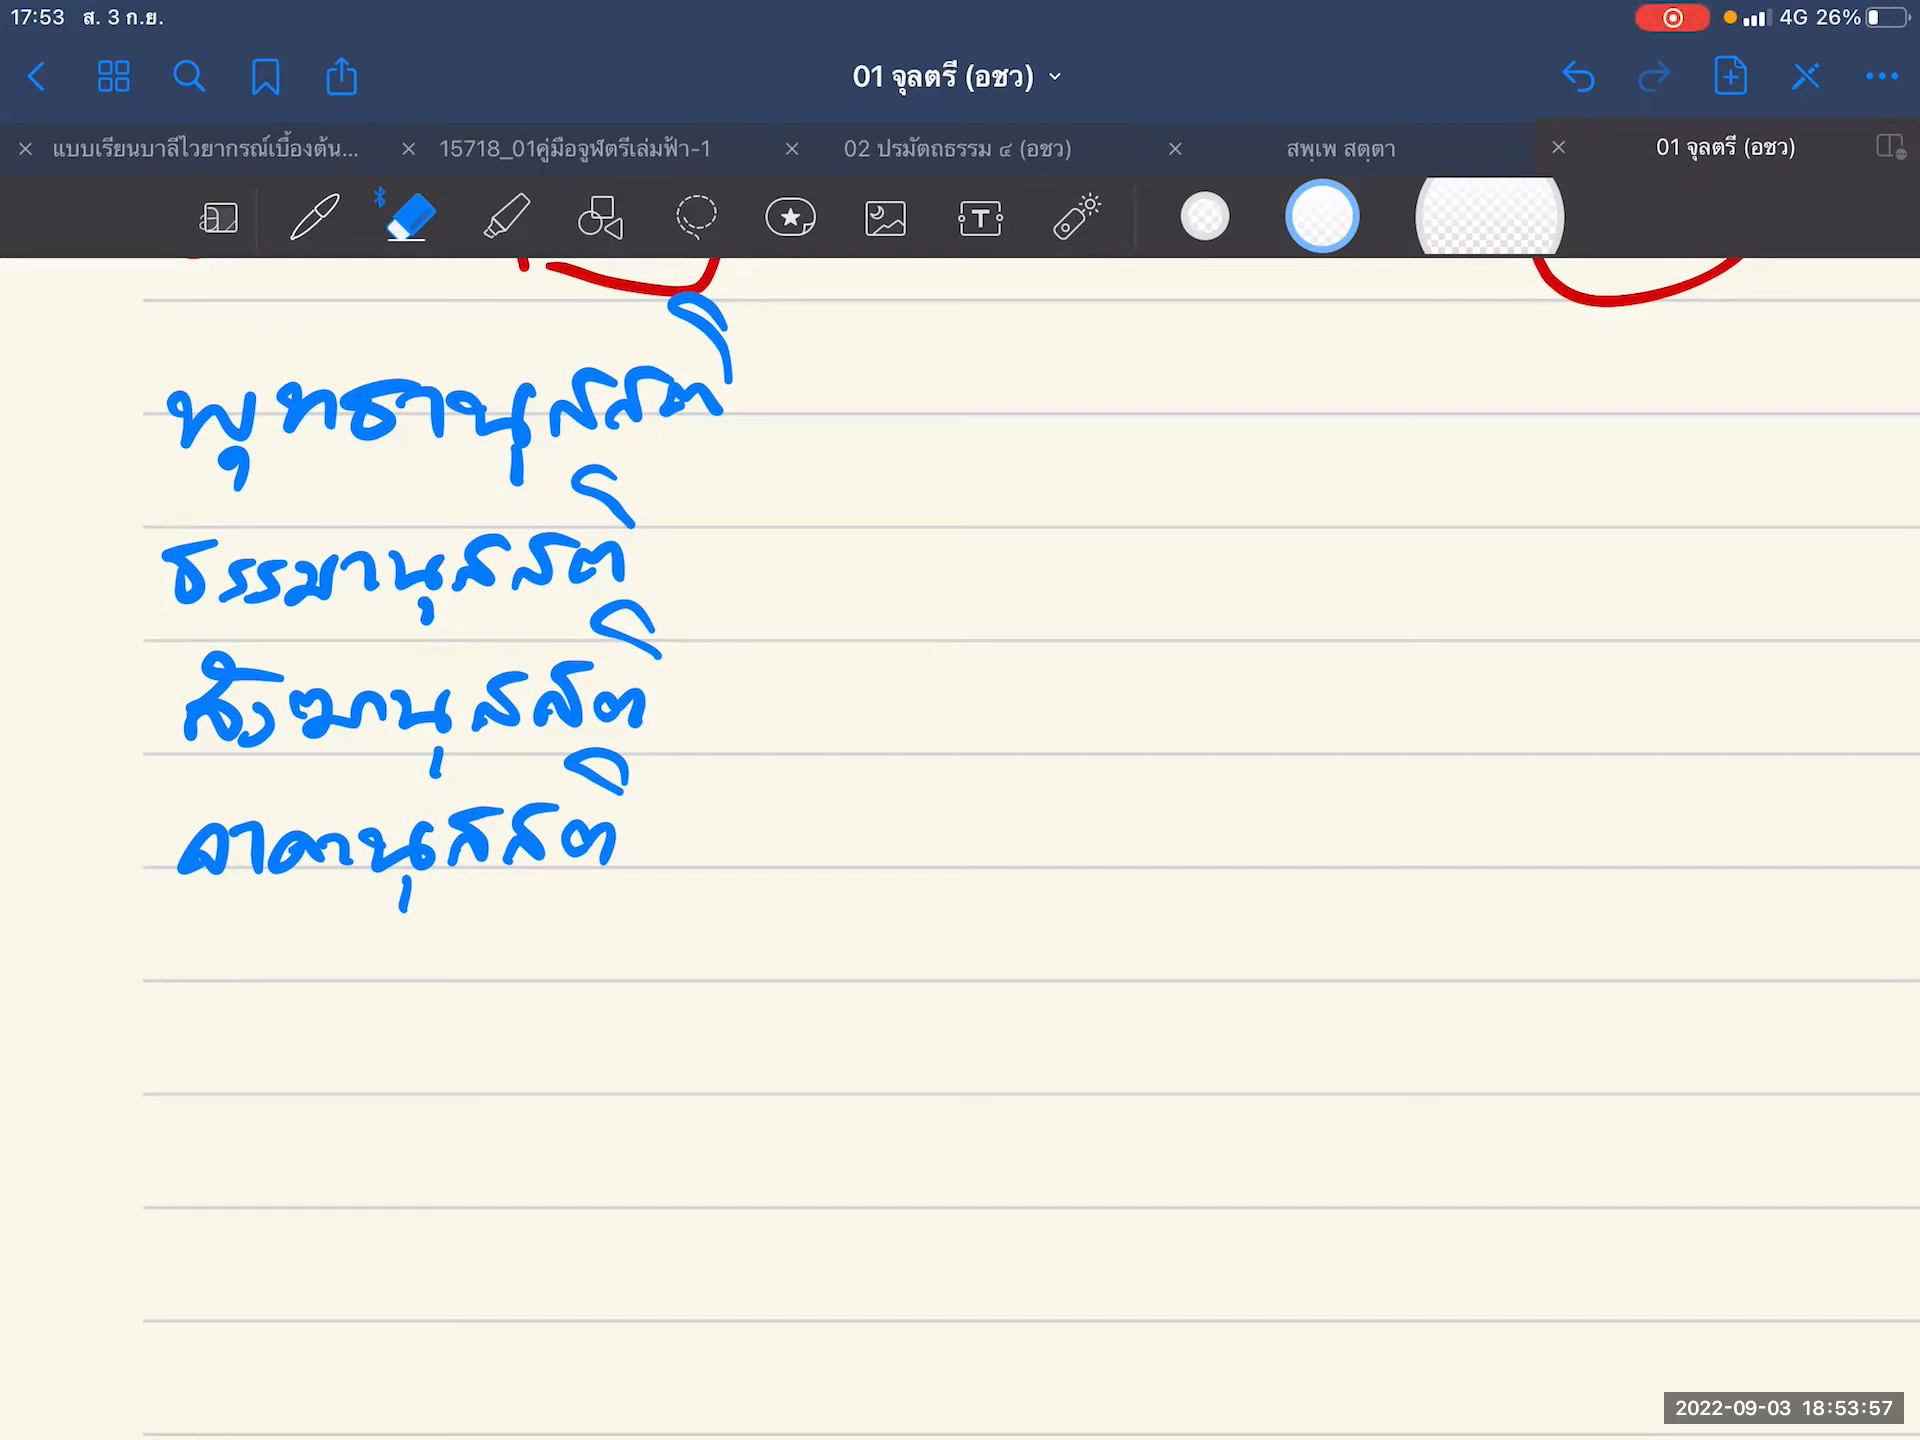 17:53 ส. 3 ก.ย. 4G 26%
01 จุลตรี (อชว)
แบบเรียนบาลีไวยากรณ์เบื้องต้น... 15718_01คู่มือจูฬตรีเล่มฟ้า-1 02 ปรมัตถธรรม ๔ (อชว) สพฺเพ สตฺตา 01 จุลตรี (อชว)
พุทธานุสสติ
ธรรมานุสสติ
สังฆานุสสติ
จาคานุสสติ
2022-09-03 18:53:57